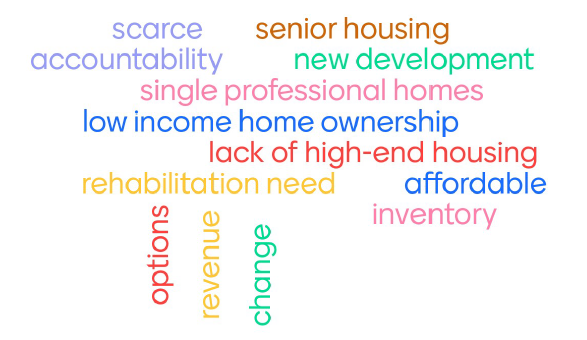 scarce senior housing
accountability new development
single professional homes
low income home ownership
lack of high-end housing
rehabilitation need affordable
inventory
options
revenue
change